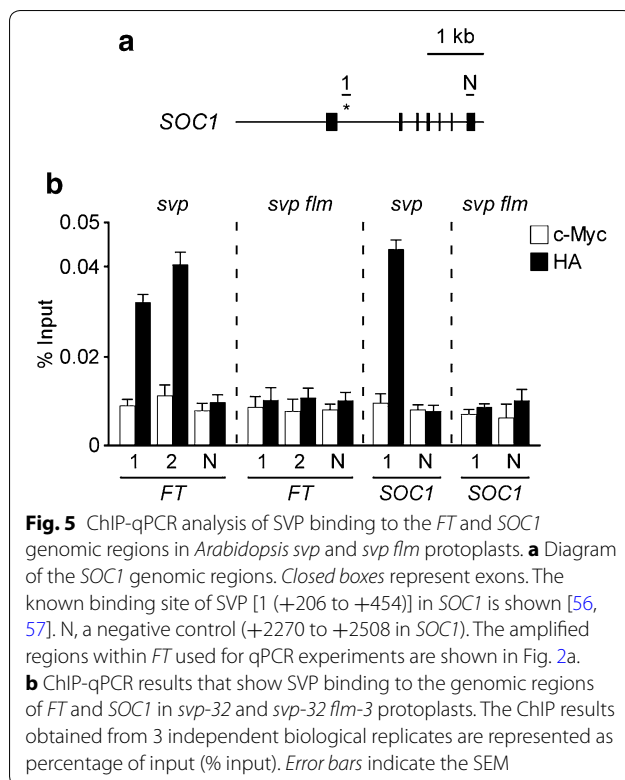 a
1 kb
1
N
*
SOC1
b
svp
svp flm
svp
svp flm
0.05
0.04
0.02
0
% Input
c-Myc
HA
1 2 N 1 2 N 1 N 1 N
FT FT SOC1 SOC1
Fig. 5 ChIP-qPCR analysis of SVP binding to the FT and SOC1
genomic regions in Arabidopsis svp and svp flm protoplasts. a Diagram
of the SOC1 genomic regions. Closed boxes represent exons. The
known binding site of SVP [1 (+206 to +454)] in SOC1 is shown [56,
57]. N, a negative control (+2270 to +2508 in SOC1). The amplified
regions within FT used for qPCR experiments are shown in Fig. 2a.
b ChIP-qPCR results that show SVP binding to the genomic regions
of FT and SOC1 in svp-32 and svp-32 flm-3 protoplasts. The ChIP results
obtained from 3 independent biological replicates are represented as
percentage of input (% input). Error bars indicate the SEM